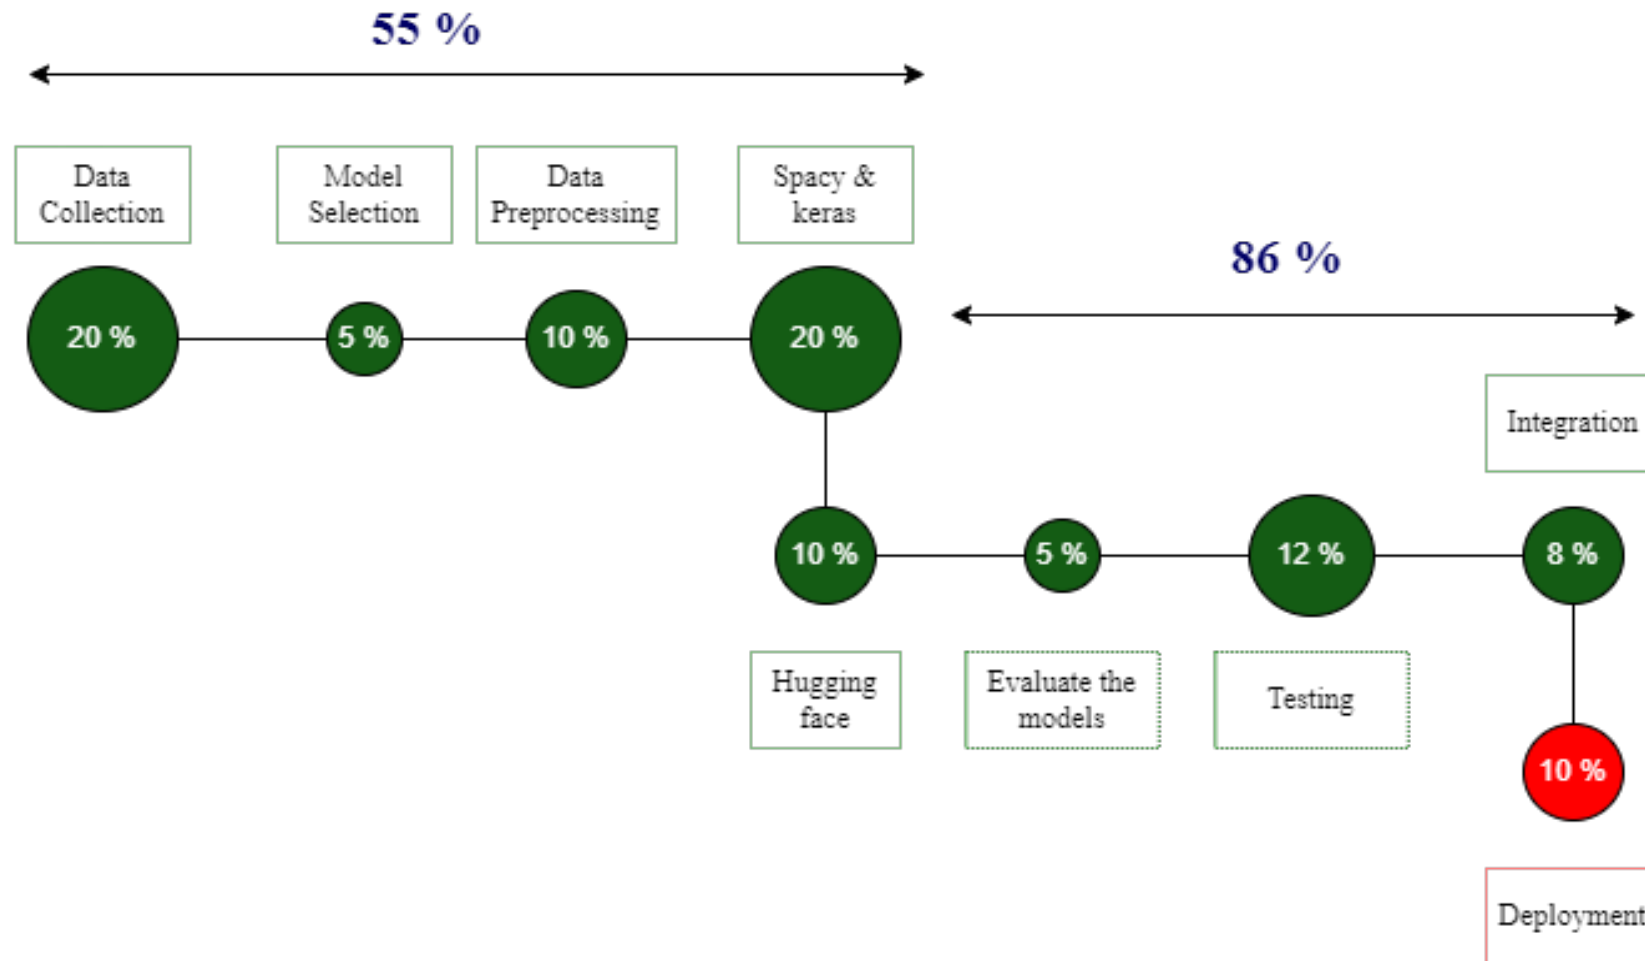 55 %
Data
Collection
Model
Selection
Data
Preprocessing
Spacy &
keras
86 %
20 %
5 %
10 %
20 %
Integration
10 %
5 %
12 %
8 %
Hugging
face
Evaluate the
models
Testing
10 %
Deployment